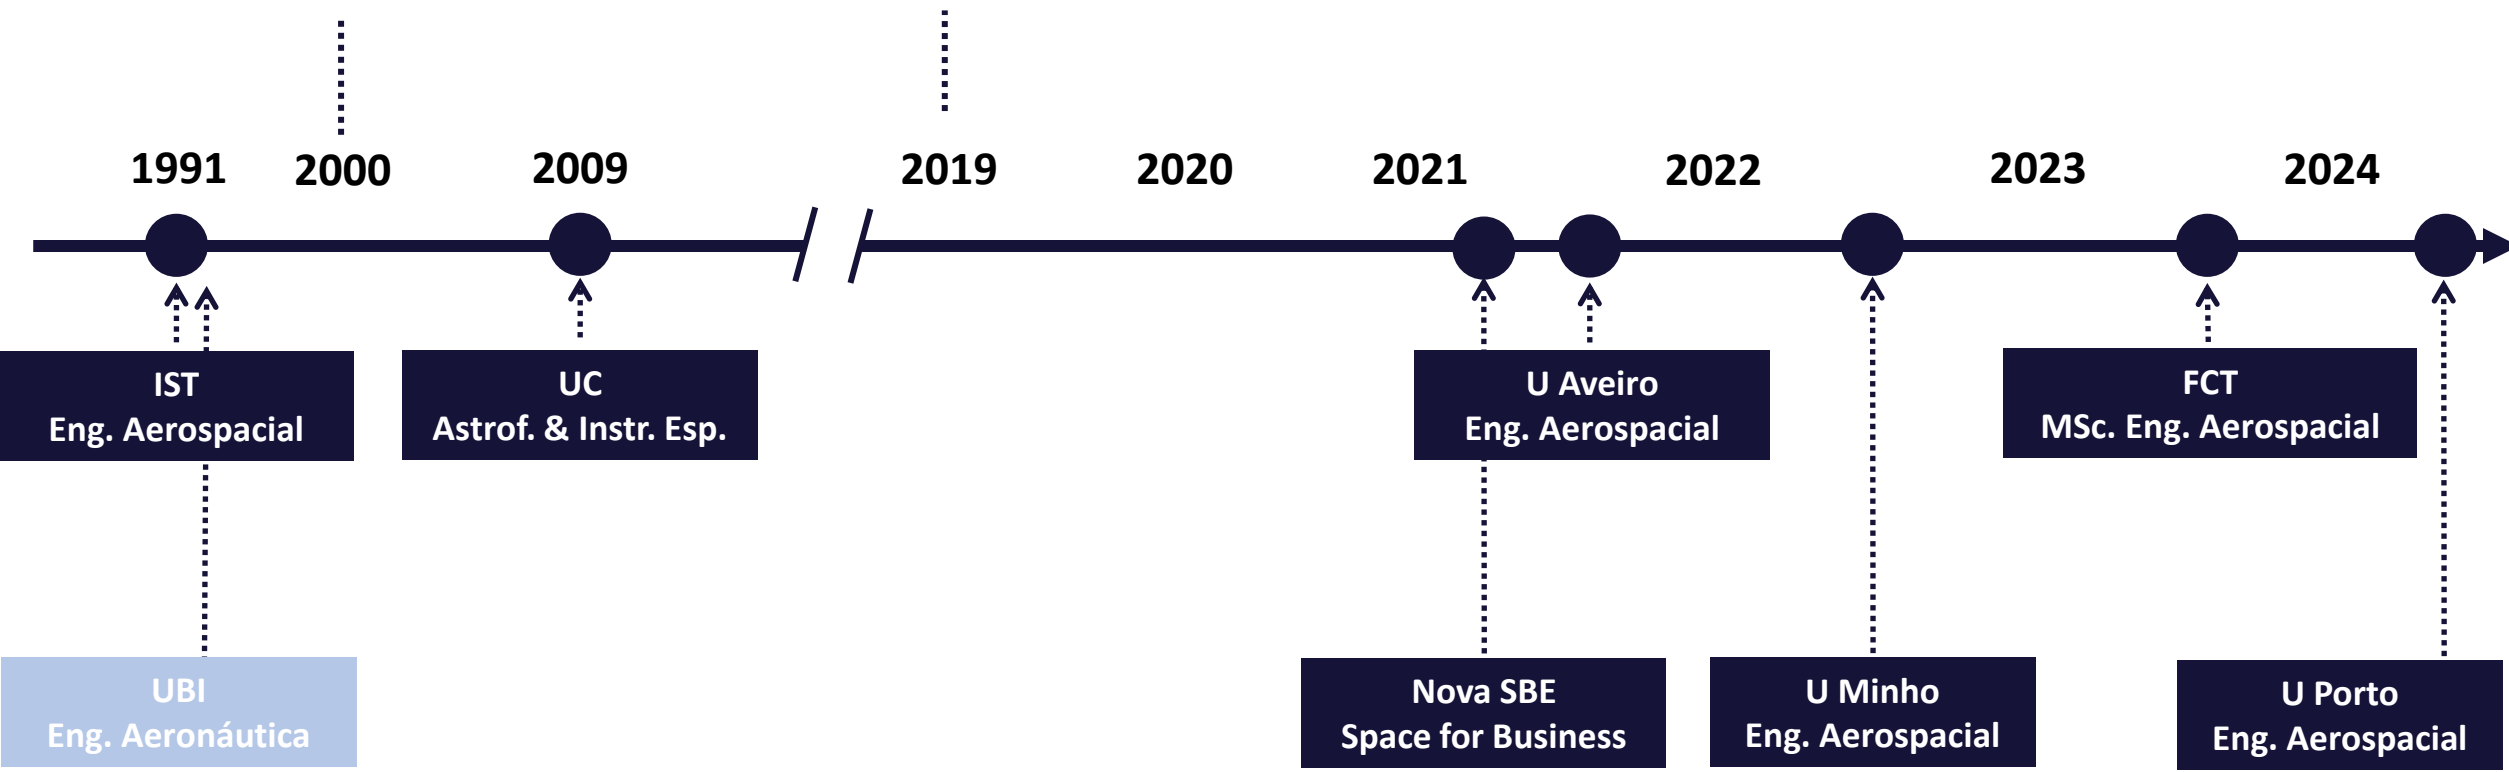 1991
2000
2009
2019
2020
2021
2022
2023
2024
IST
Eng. Aerospacial
UC
Astrof. & Instr. Esp.
U Aveiro
Eng. Aerospacial
FCT
MSc. Eng. Aerospacial
UBI
Eng. Aeronáutica
Nova SBE
Space for Business
U Minho
Eng. Aerospacial
U Porto
Eng. Aerospacial